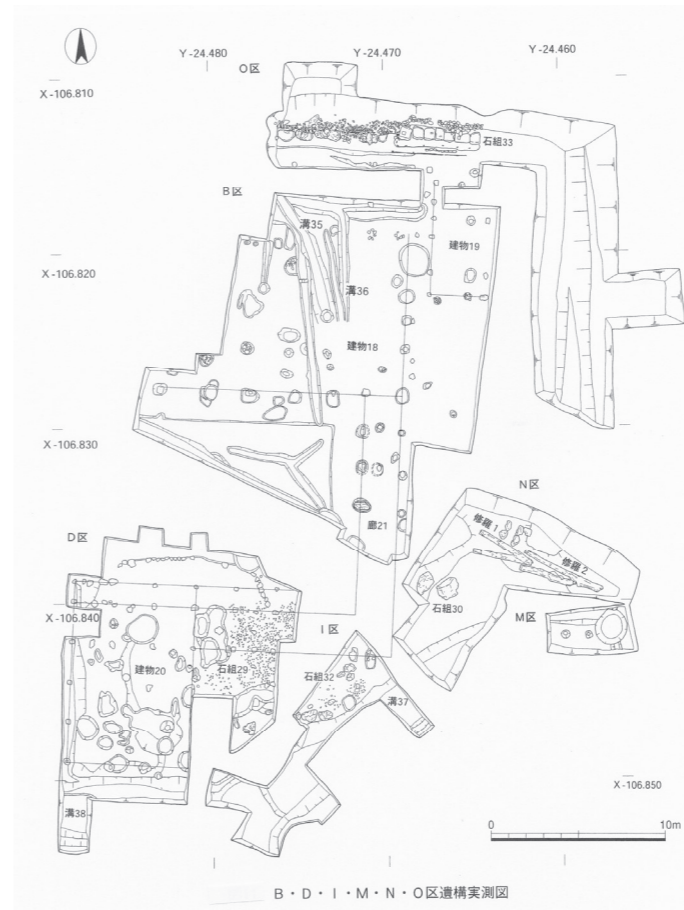 Y-24.480
Y-24.470
Y-24.460
O区
X-106.810
石組33
B区
溝35
建物19
X-106.820
溝36
建物18
X-106.830
N区
廊21
修羅1
修羅2
D区
石組30
M区
X-106.840
I区
建物20
石組29
石組32
溝37
X-106.850
溝38
0
10m
B・D・I・M・N・O区遺構実測図